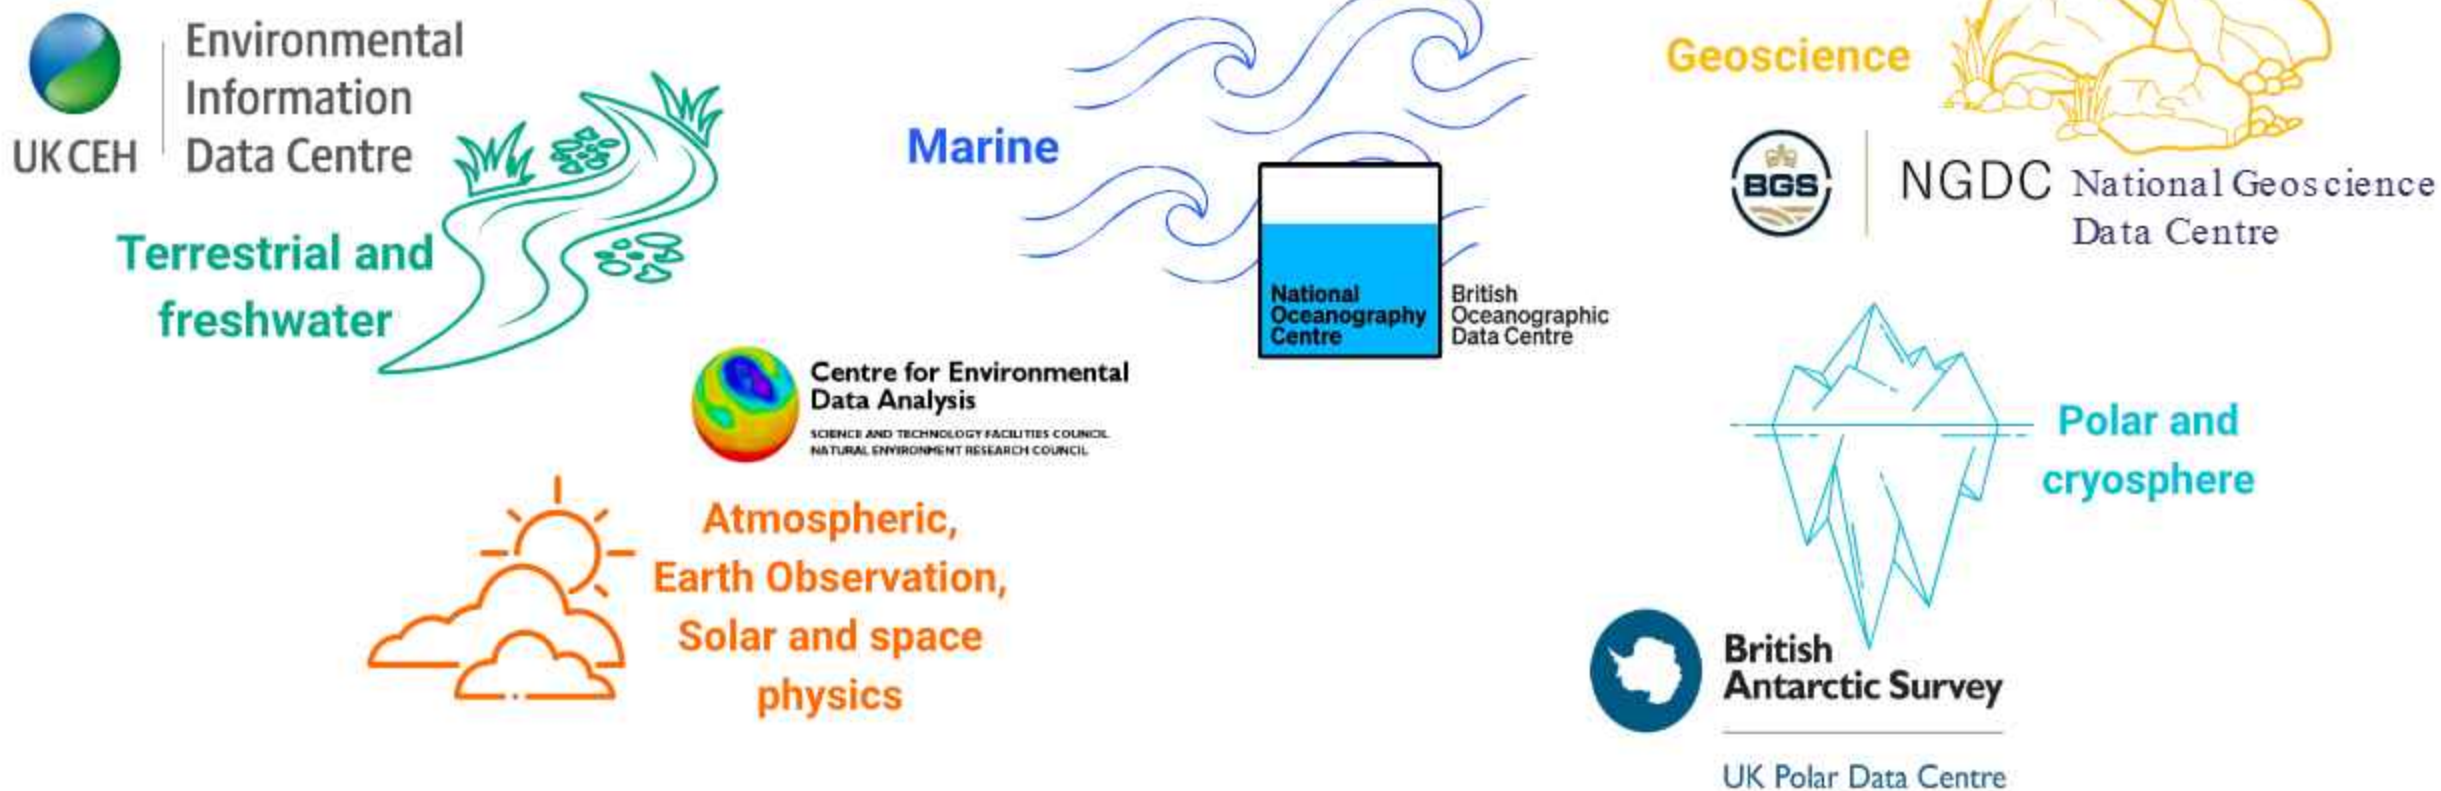 UK CEH
Environmental
Information
Data Centre
Terrestrial and
freshwater
Marine
National
Oceanography
Centre
British
Oceanographic
Data Centre
Geoscience
BGS
NGDC
National Geoscience
Data Centre
Centre for Environmental
Data Analysis
SCIENCE AND TECHNOLOGY FACILITIES COUNCIL
NATURAL ENVIRONMENT RESEARCH COUNCIL
Atmospheric,
Earth Observation,
Solar and space
physics
Polar and
cryosphere
British
Antarctic Survey
UK Polar Data Centre